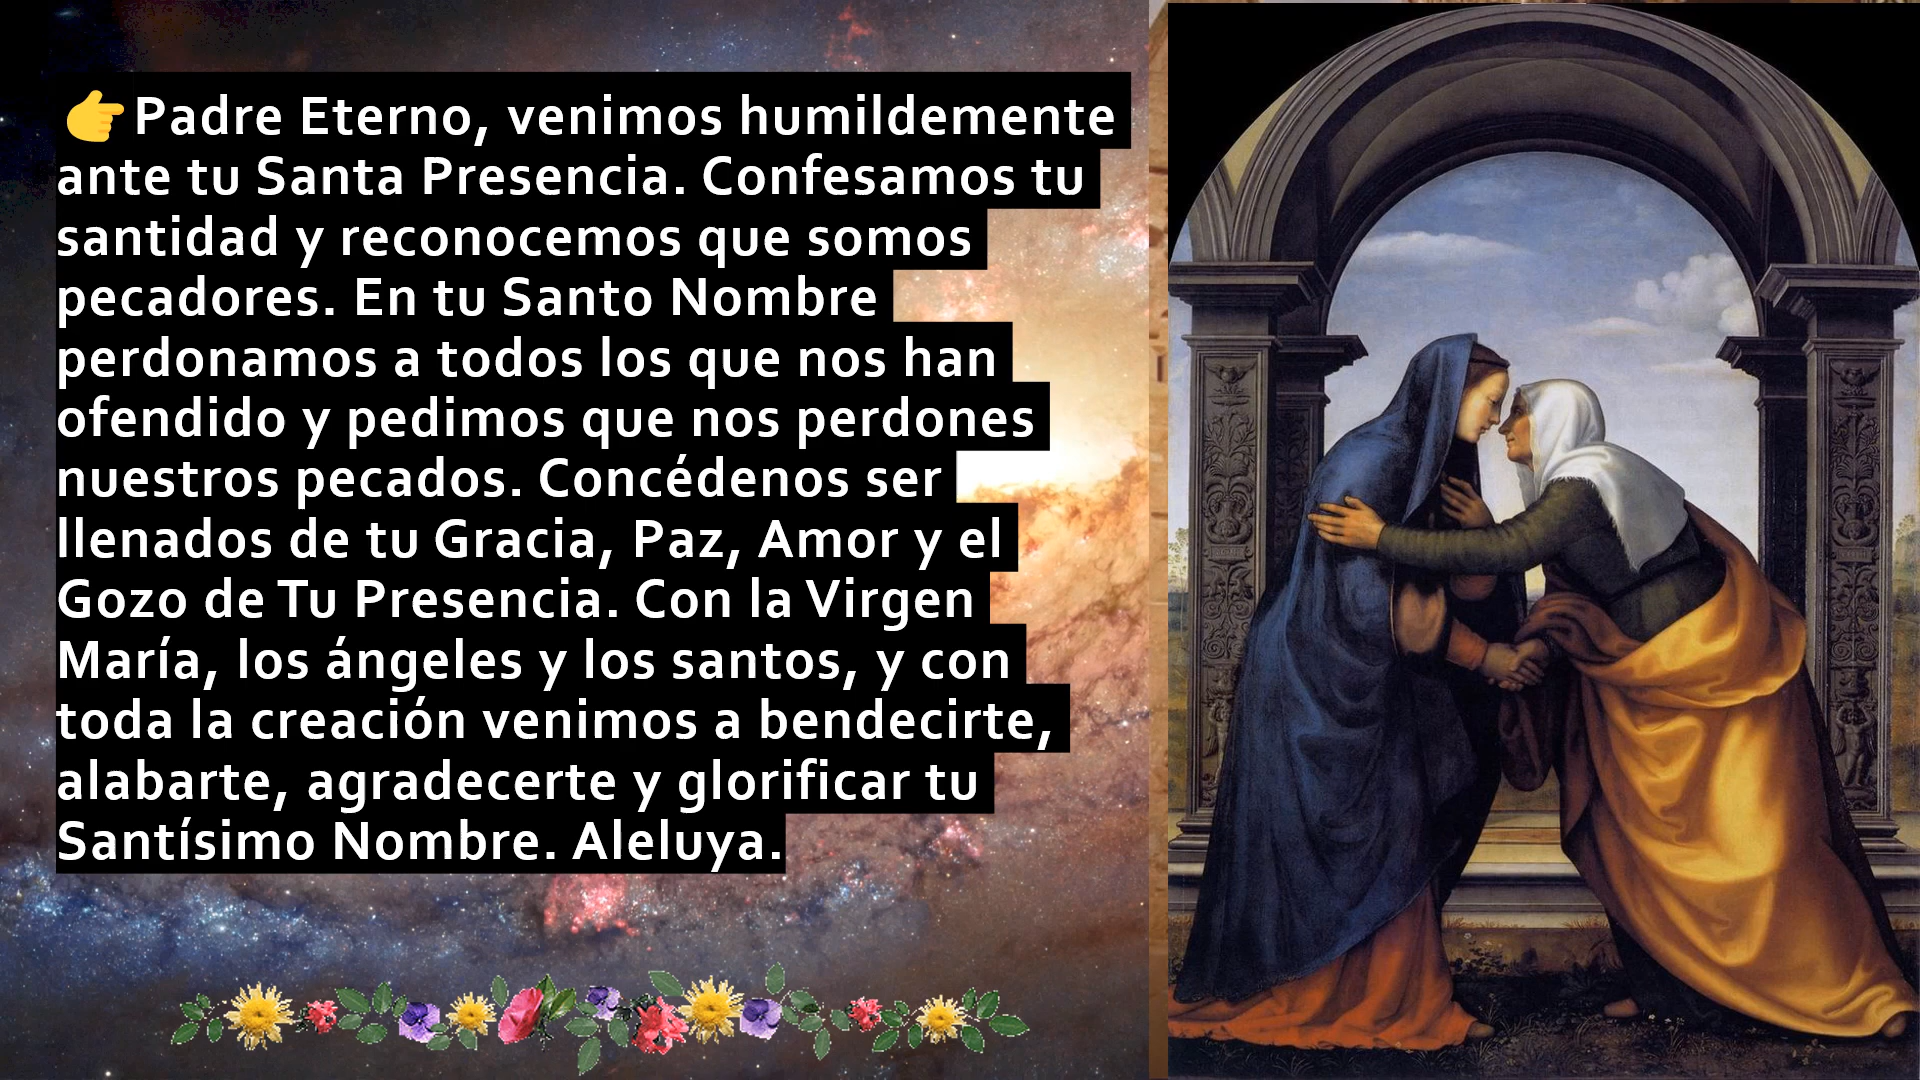 👉Padre Eterno, venimos humildemente
ante tu Santa Presencia. Confesamos tu
santidad y reconocemos que somos
pecadores. En tu Santo Nombre
perdonamos a todos los que nos han
ofendido y pedimos que nos perdones
nuestros pecados. Concédenos ser
llenados de tu Gracia, Paz, Amor y el
Gozo de Tu Presencia. Con la Virgen
María, los ángeles y los santos, y con
toda la creación venimos a bendecirte,
alabarte, agradecerte y glorificar tu
Santísimo Nombre. Aleluya.